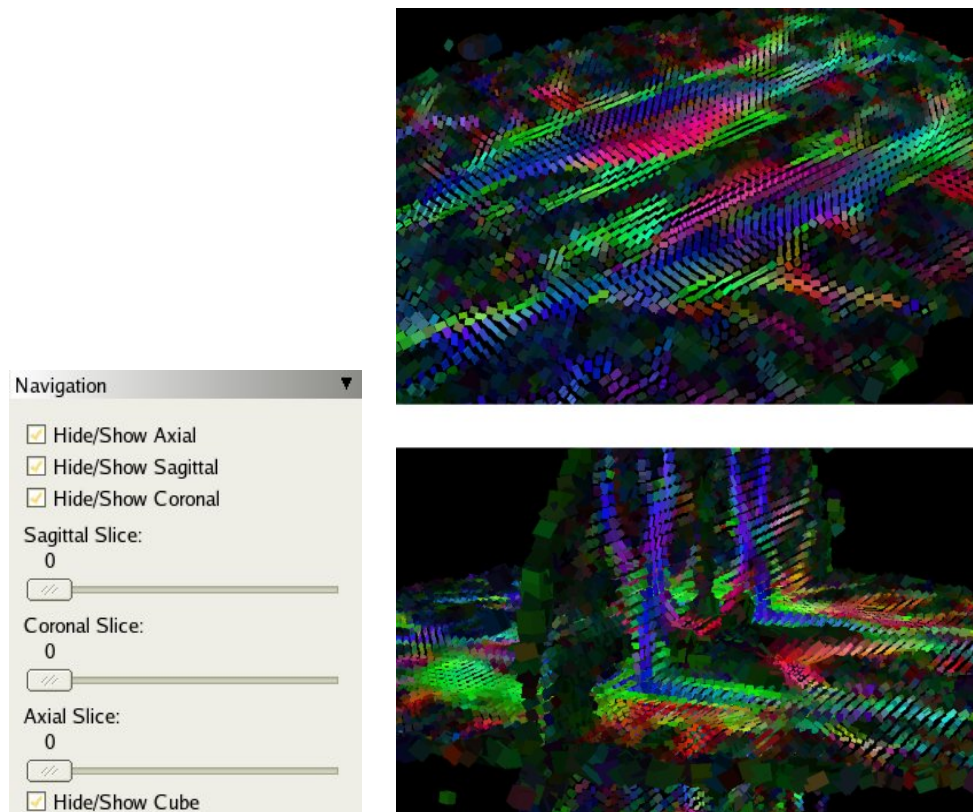 Navigation
Hide/Show Axial
Hide/Show Sagittal
Hide/Show Coronal
Sagittal Slice:
0
Coronal Slice:
0
Axial Slice:
0
Hide/Show Cube